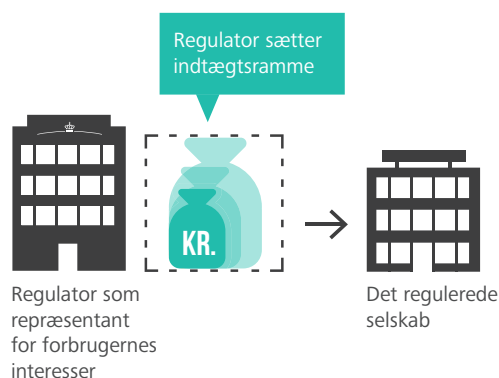 Regulator sætter
indtægtsramme
KR.
Regulator som
repræsentant
for forbrugernes
interesser
Det regulerede
selskab